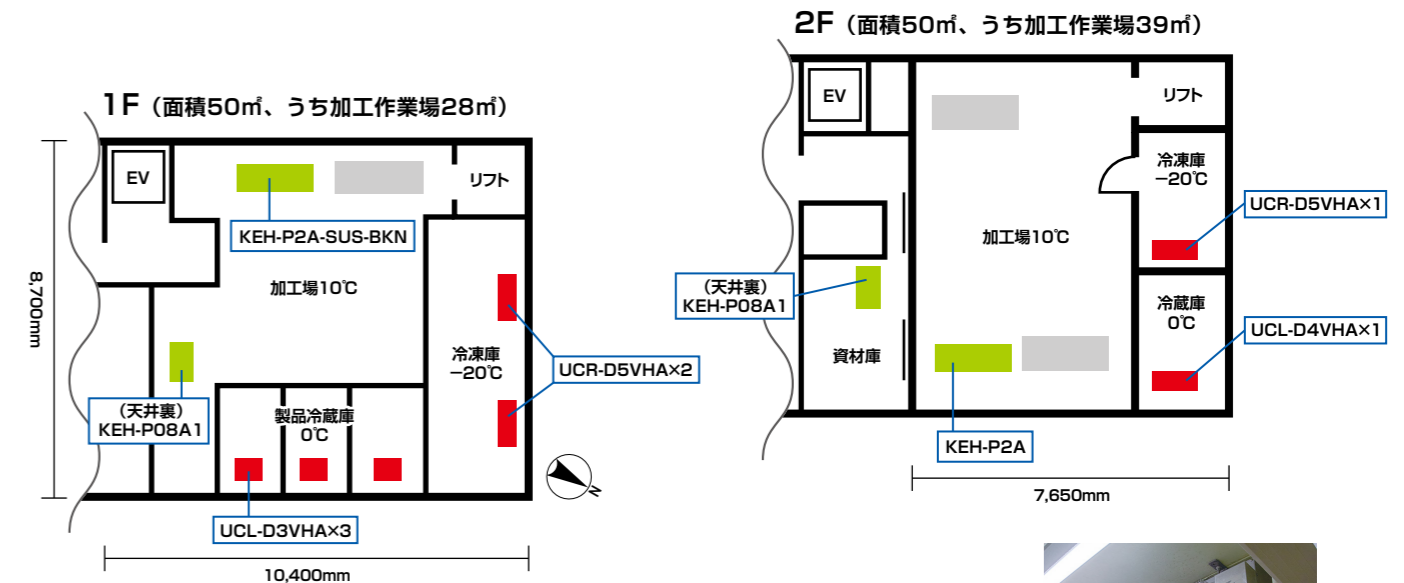 1F（面積50㎡、うち加工作業場28㎡）
EV
リフト
KEH-P2A-SUS-BKN
加工場10℃
8,700mm
冷凍庫
－20℃
UCR-D5VHA×2
（天井裏）
KEH-P08A1
製品冷蔵庫
0℃
UCL-D3VHA×3
N
10,400mm
2F（面積50㎡、うち加工作業場39㎡）
EV
リフト
冷凍庫
－20℃
UCR-D5VHA×1
加工場10℃
（天井裏）
KEH-P08A1
冷蔵庫
0℃
UCL-D4VHA×1
資材庫
KEH-P2A
7,650mm